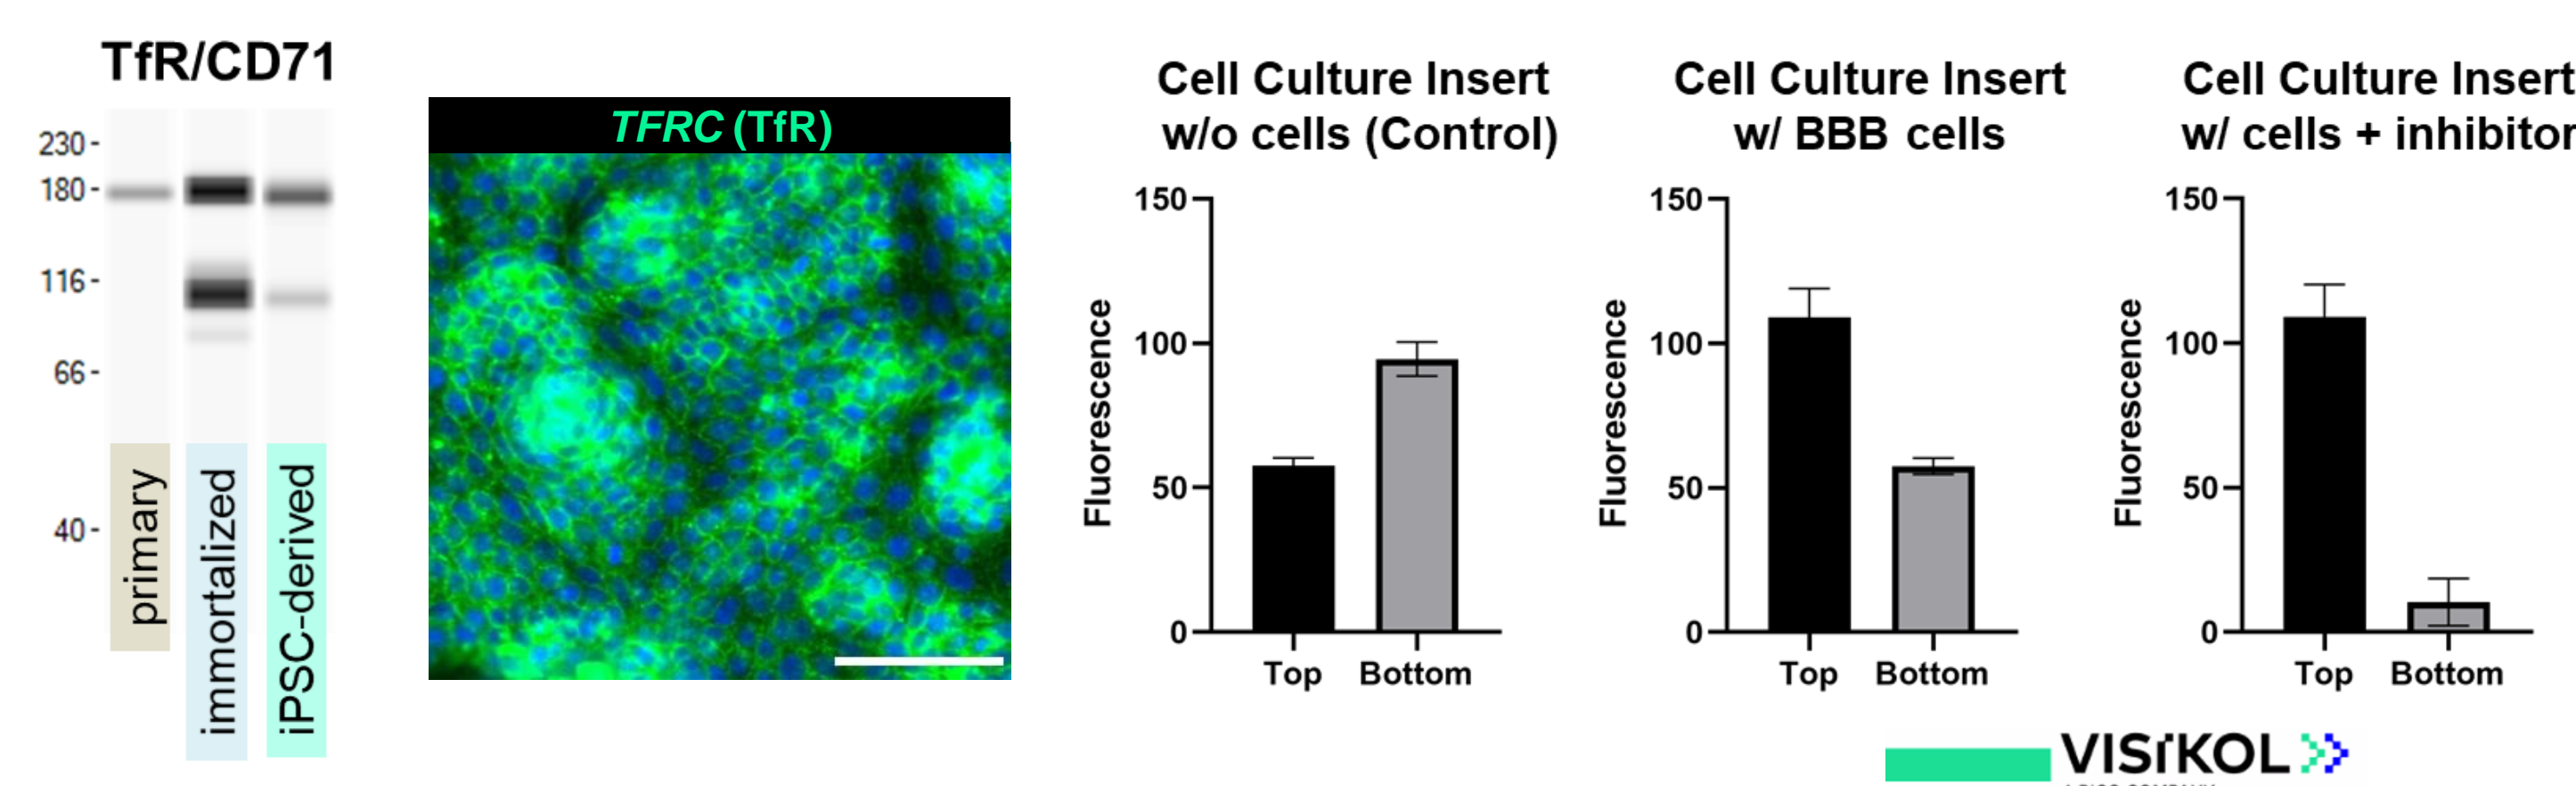 TfR/CD71
230 -
180 -
116 -
66 -
40 -
primary
immortalized
iPSC-derived
TFRC (TfR)
Cell Culture Insert
w/o cells (Control)
150
100
50
0
Fluorescence
Top Bottom
Cell Culture Insert
w/ BBB cells
150
100
50
0
Fluorescence
Top Bottom
Cell Culture Insert
w/ cells + inhibitor
150
100
50
0
Fluorescence
Top Bottom
VISIKOL